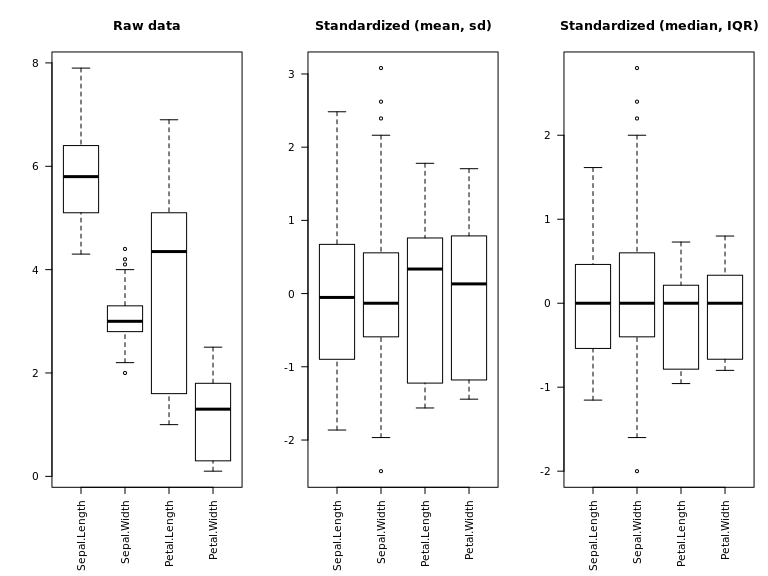 Raw data
8
6
4
2
0
Sepal.Length
Sepal.Width
Petal.Length
Petal.Width
Standardized (mean, sd)
3
2
1
0
-1
-2
Sepal.Length
Sepal.Width
Petal.Length
Petal.Width
Standardized (median, IQR)
2
1
0
-1
-2
Sepal.Length
Sepal.Width
Petal.Length
Petal.Width